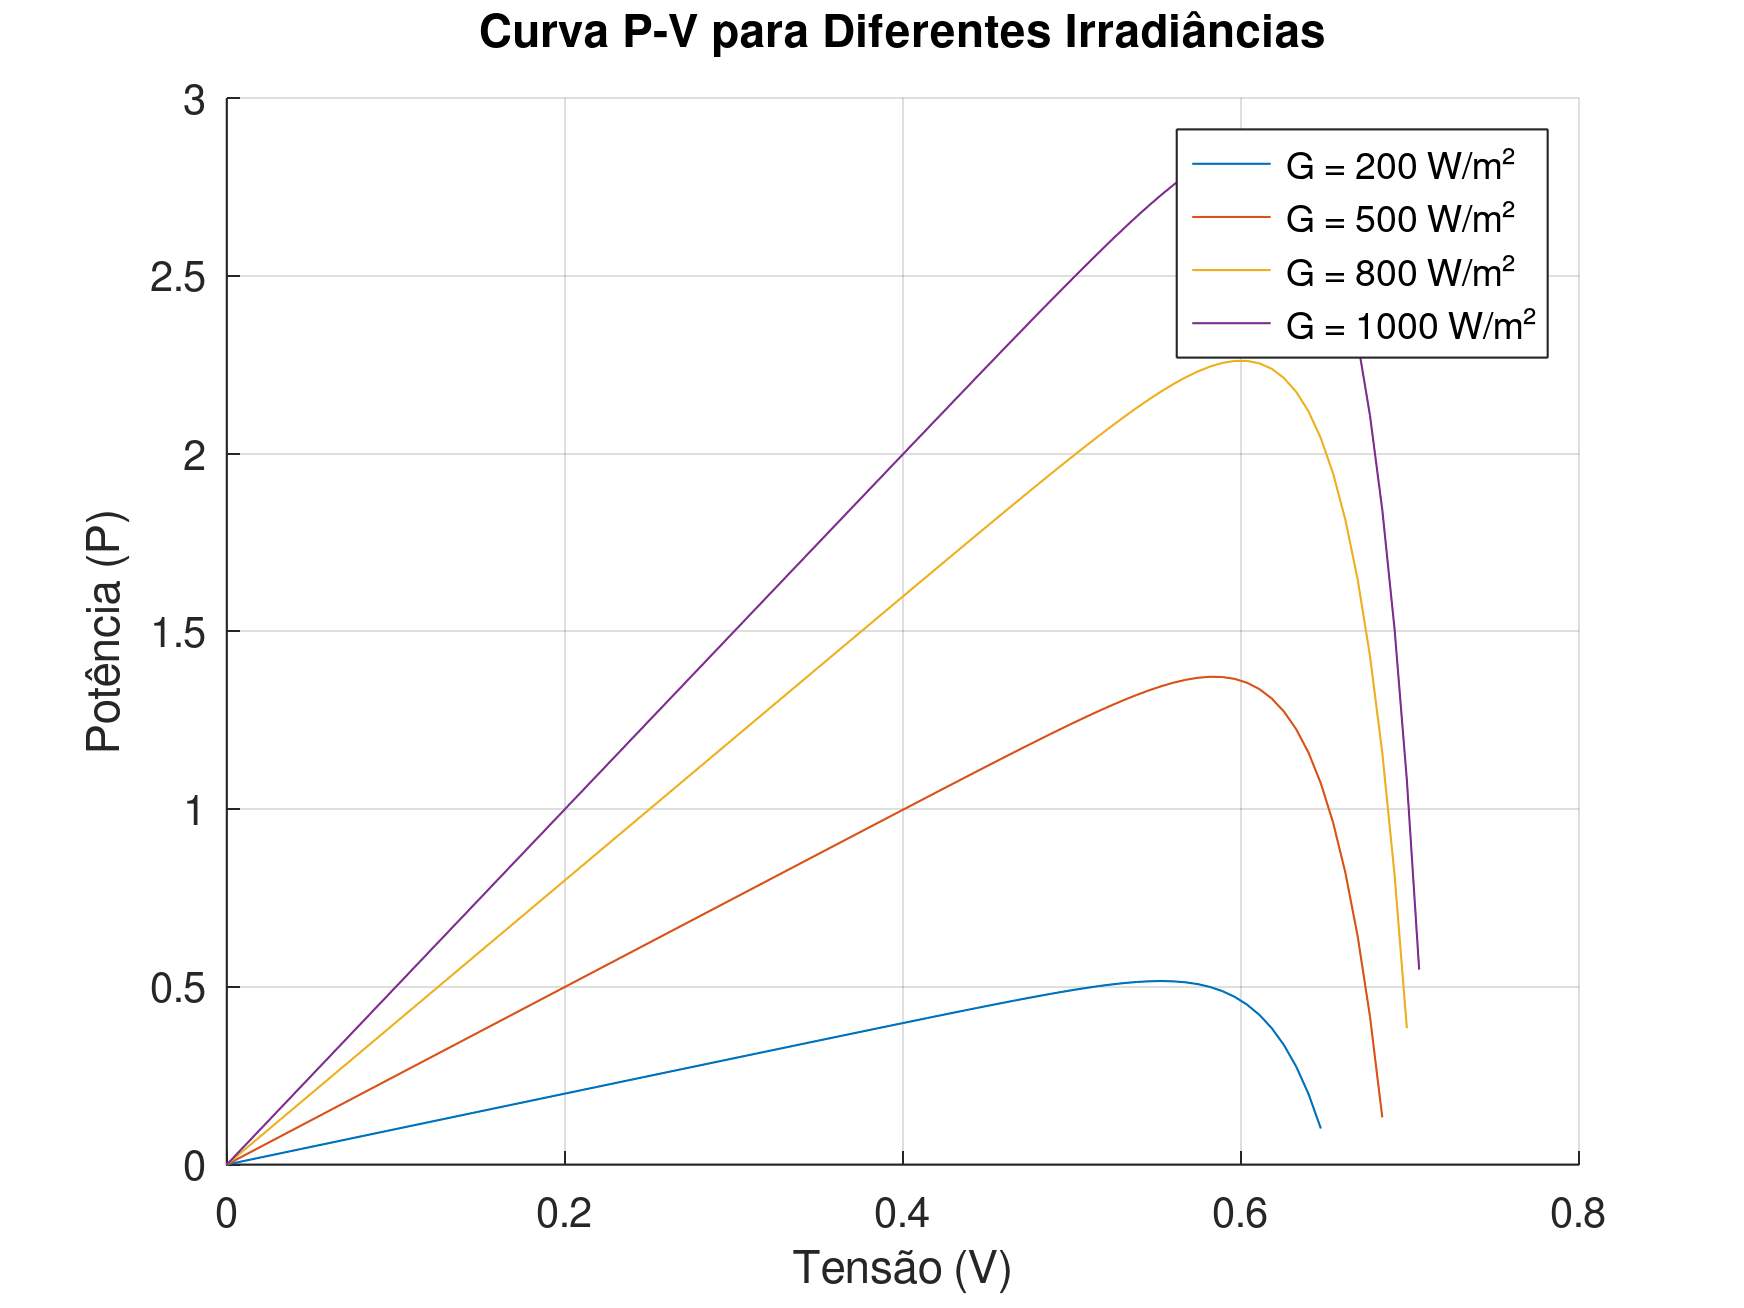 Curva P-V para Diferentes Irradiâncias
3
2.5
2
1.5
1
0.5
0
Potência (P)
G = 200 W/m²
G = 500 W/m²
G = 800 W/m²
G = 1000 W/m²
0 0.2 0.4 0.6 0.8
Tensão (V)